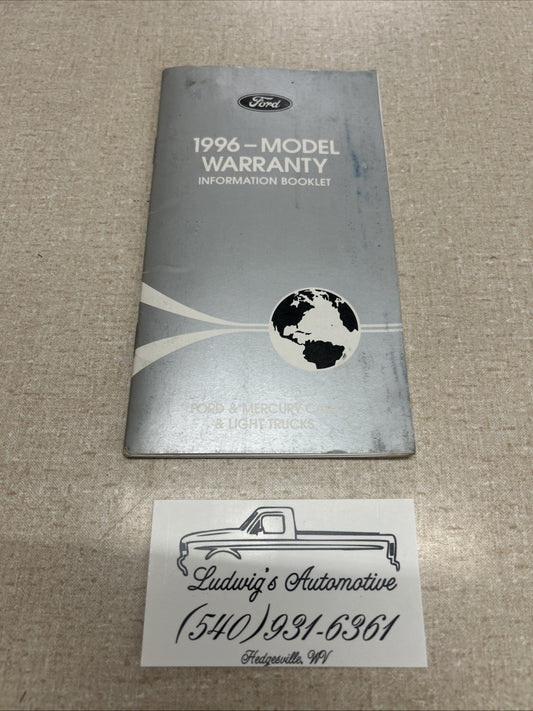 Ford
1996 – MODEL
WARRANTY
INFORMATION BOOKLET
FORD & MERCURY CARS
& LIGHT TRUCKS
Ludwig's Automotive
(540)931-6361
Hedgesville, WV